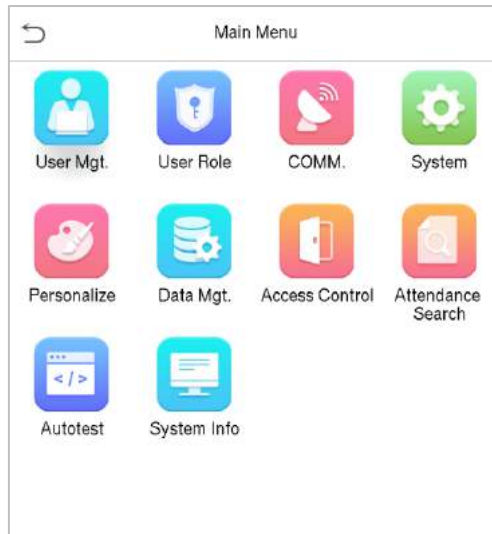 Main Menu
User Mgt.
User Role
COMM.
System
Personalize
Data Mgt.
Access Control
Attendance
Search
</>
Autotest
System Info